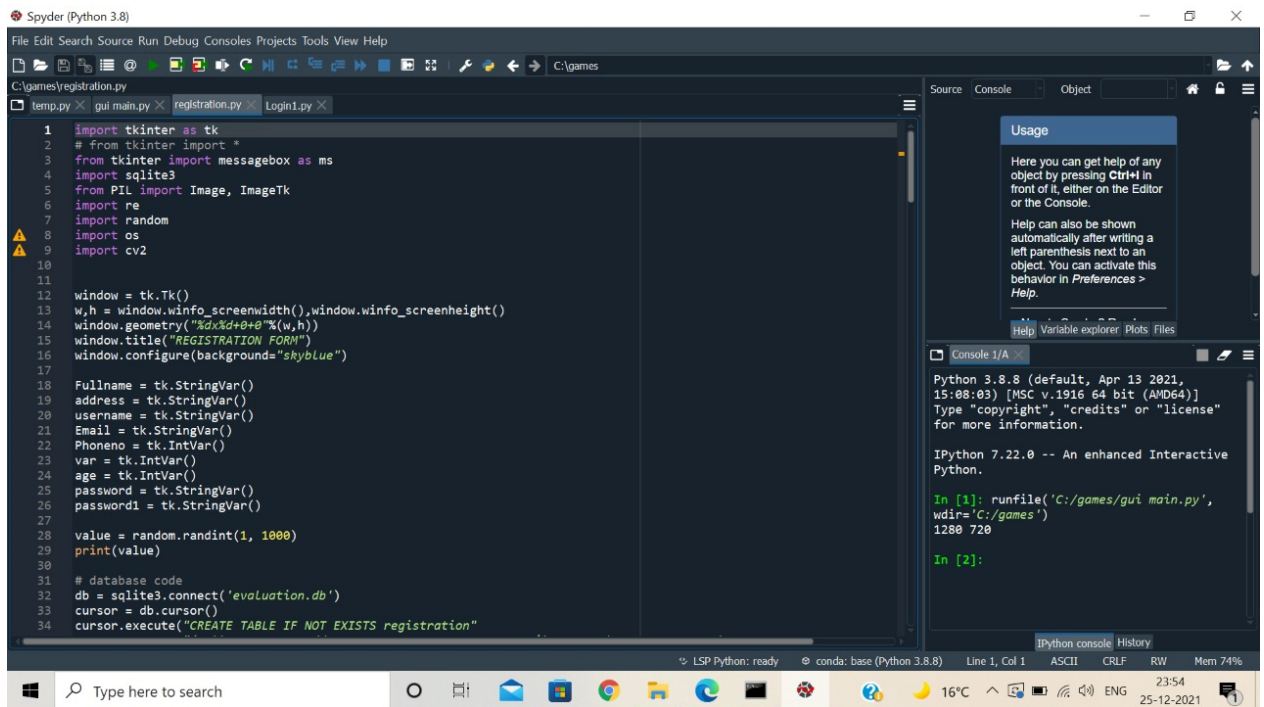 Spyder (Python 3.8)
File Edit Search Source Run Debug Consoles Projects Tools View Help
C:\games
C:\games\registration.py
temp.py gui main.py registration.py Login1.py
1 import tkinter as tk
2 # from tkinter import *
3 from tkinter import messagebox as ms
4 import sqlite3
5 from PIL import Image, ImageTk
6 import re
7 import random
8 import os
9 import cv2
10
11
12 window = tk.Tk()
13 w,h = window.winfo_screenwidth(),window.winfo_screenheight()
14 window.geometry("%dx%d+0+0"%(w,h))
15 window.title("REGISTRATION FORM")
16 window.configure(background="skyblue")
17
18 Fullname = tk.StringVar()
19 address = tk.StringVar()
20 username = tk.StringVar()
21 Email = tk.StringVar()
22 Phoneno = tk.IntVar()
23 var = tk.IntVar()
24 age = tk.IntVar()
25 password = tk.StringVar()
26 password1 = tk.StringVar()
27
28 value = random.randint(1, 1000)
29 print(value)
30
31 # database code
32 db = sqlite3.connect('evaluation.db')
33 cursor = db.cursor()
34 cursor.execute("CREATE TABLE IF NOT EXISTS registration"
Source Console Object
Usage
Here you can get help of any
object by pressing Ctrl+I in
front of it, either on the Editor
or the Console.
Help can also be shown
automatically after writing a
left parenthesis next to an
object. You can activate this
behavior in Preferences >
Help.
Help Variable explorer Plots Files
Console 1/A
Python 3.8.8 (default, Apr 13 2021,
15:08:03) [MSC v.1916 64 bit (AMD64)]
Type "copyright", "credits" or "license"
for more information.
IPython 7.22.0 -- An enhanced Interactive
Python.
In [1]: runfile('C:/games/gui main.py',
wdir='C:/games')
1280 720
In [2]:
IPython console History
LSP Python: ready conda: base (Python 3.8.8) Line 1, Col 1 ASCII CRLF RW Mem 74%
Type here to search
16°C ENG
23:54
25-12-2021
1